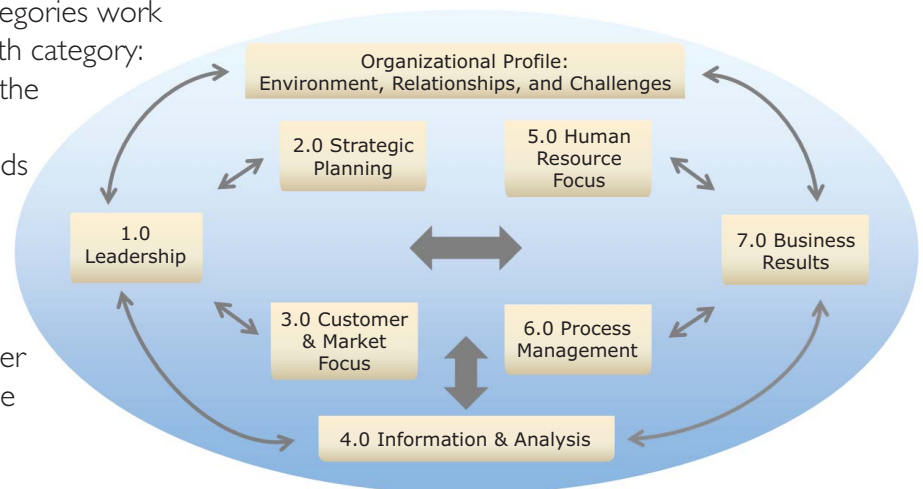 egories work
th category:
the
ds
er
e
Organizational Profile:
Environment, Relationships, and Challenges
2.0 Strategic
Planning
5.0 Human
Resource
Focus
1.0
Leadership
7.0 Business
Results
3.0 Customer
& Market
Focus
6.0 Process
Management
4.0 Information & Analysis